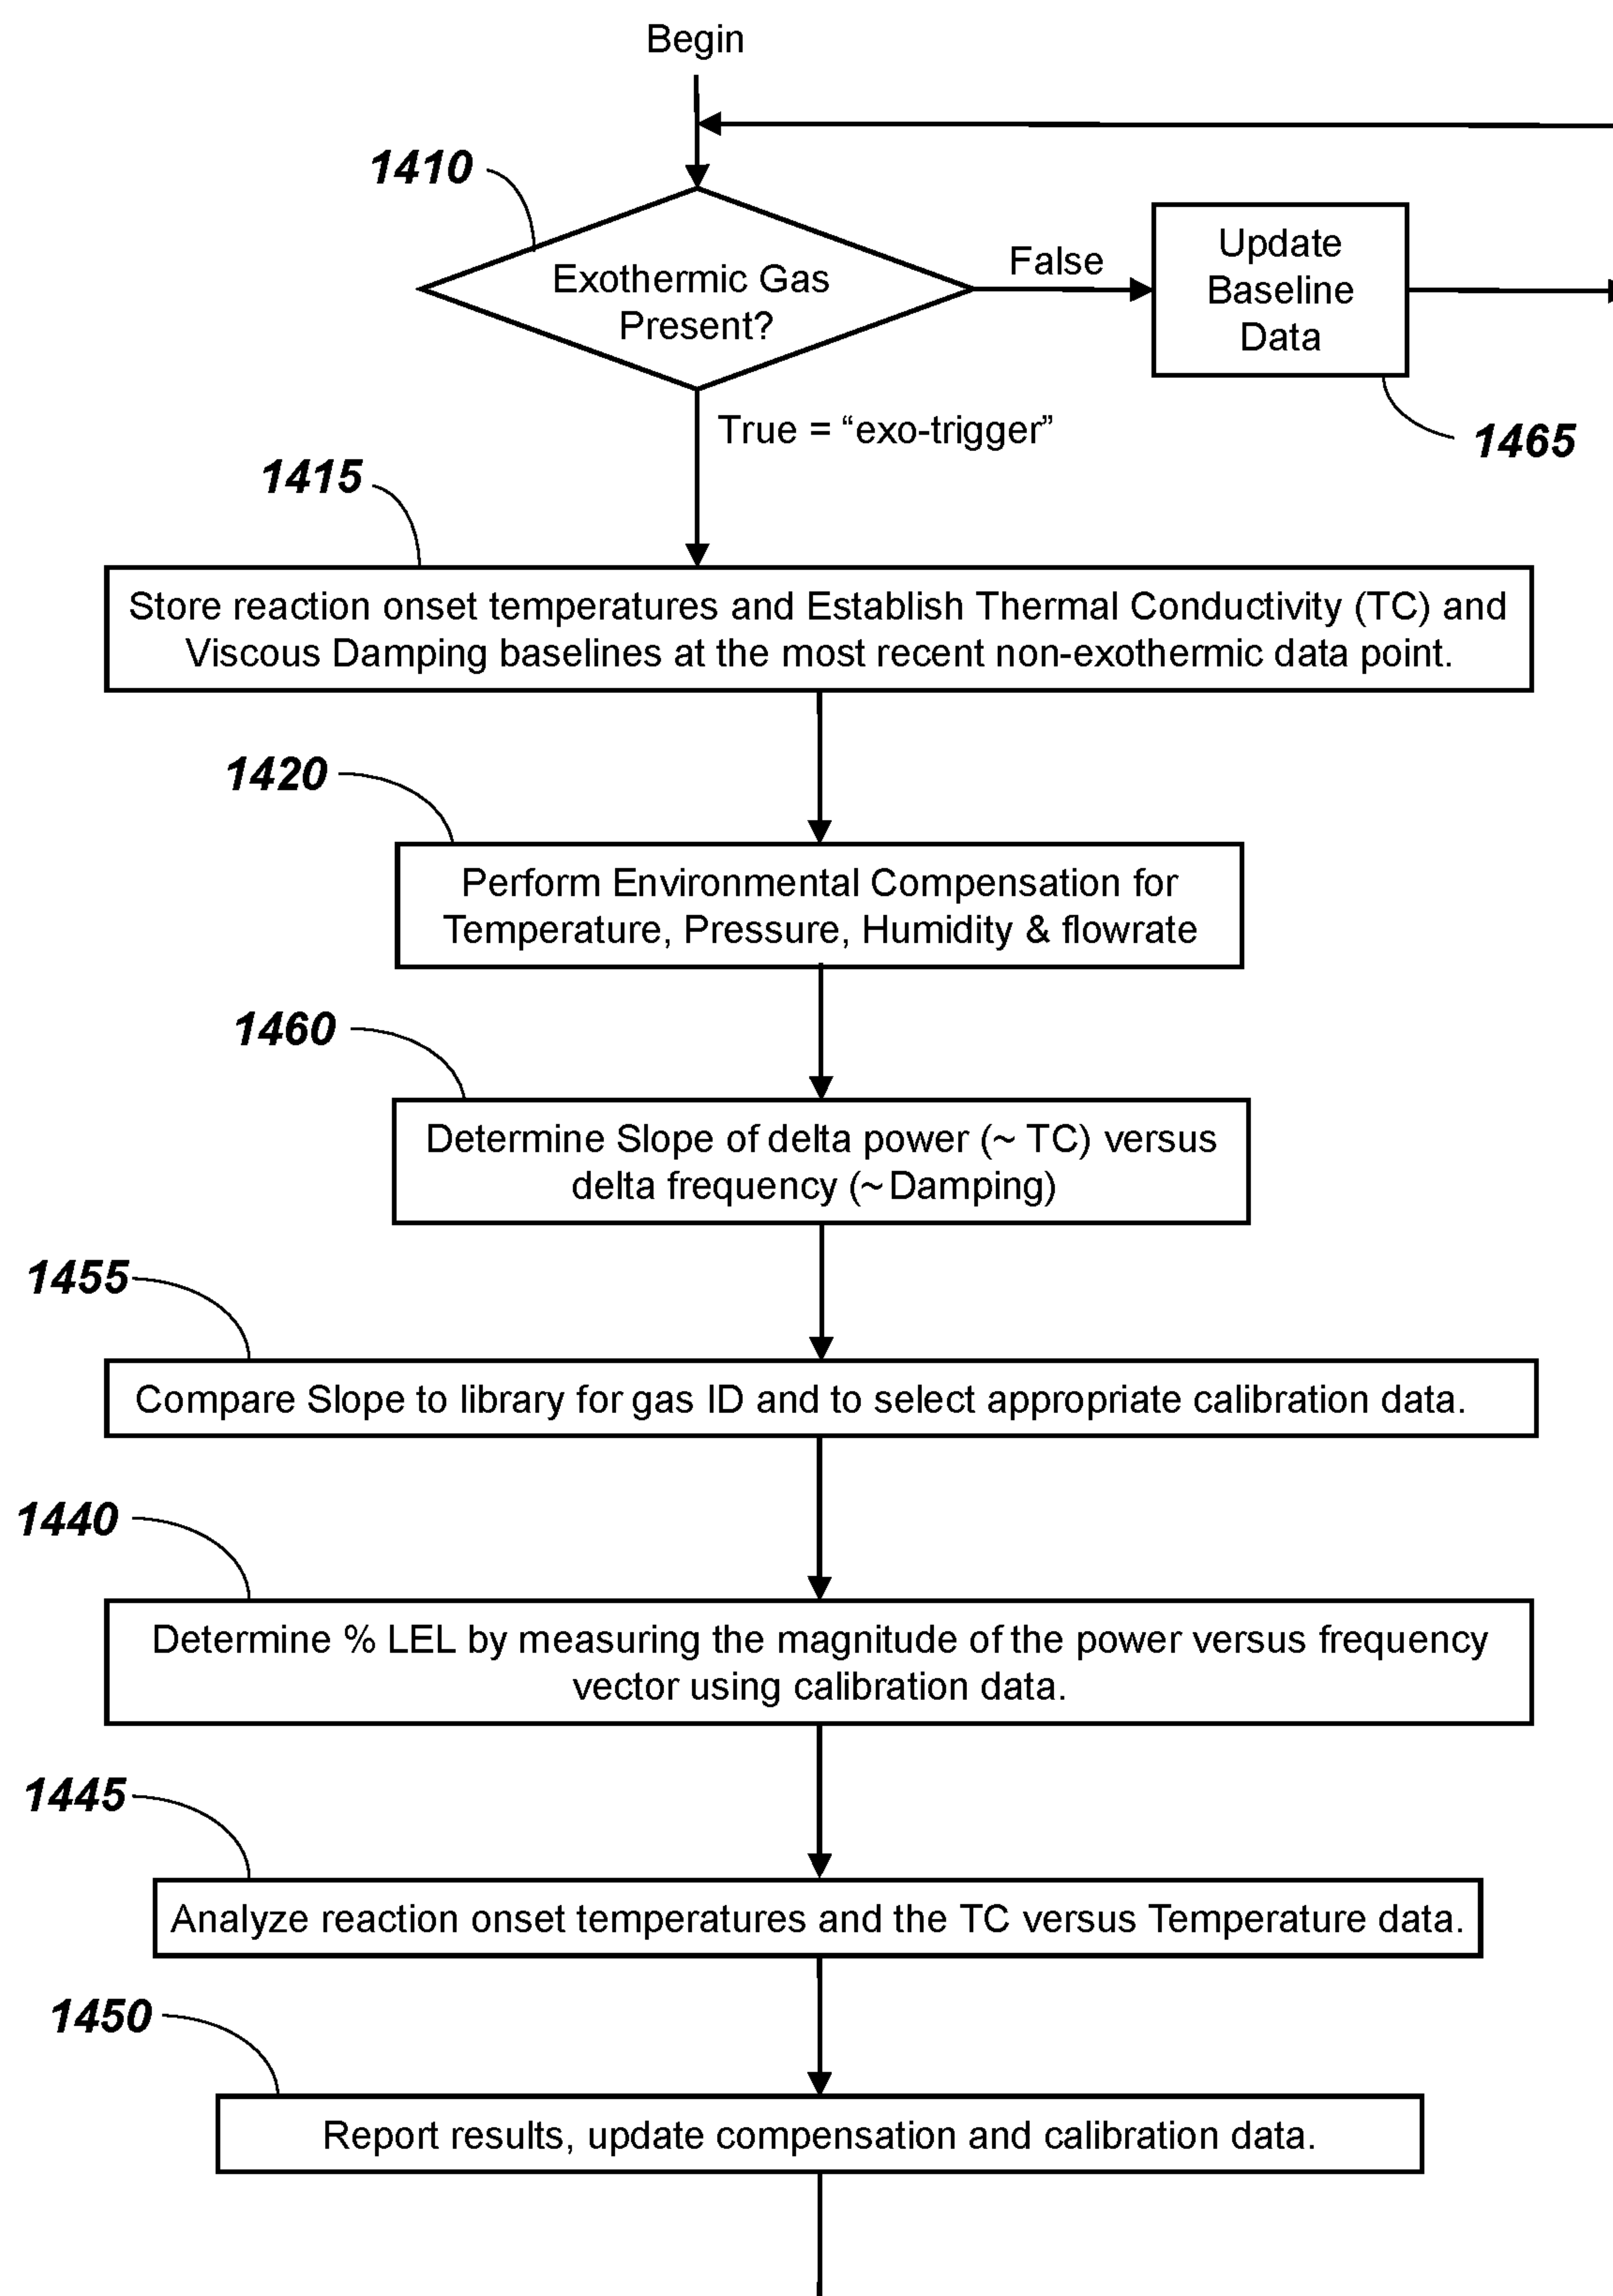 Begin
1410
Exothermic Gas
Present?
False
Update
Baseline
Data
1465
True = “exo-trigger”
1415
Store reaction onset temperatures and Establish Thermal Conductivity (TC) and
Viscous Damping baselines at the most recent non-exothermic data point.
1420
Perform Environmental Compensation for
Temperature, Pressure, Humidity & flowrate
1460
Determine Slope of delta power (~ TC) versus
delta frequency (~Damping)
1455
Compare Slope to library for gas ID and to select appropriate calibration data.
1440
Determine % LEL by measuring the magnitude of the power versus frequency
vector using calibration data.
1445
Analyze reaction onset temperatures and the TC versus Temperature data.
1450
Report results, update compensation and calibration data.